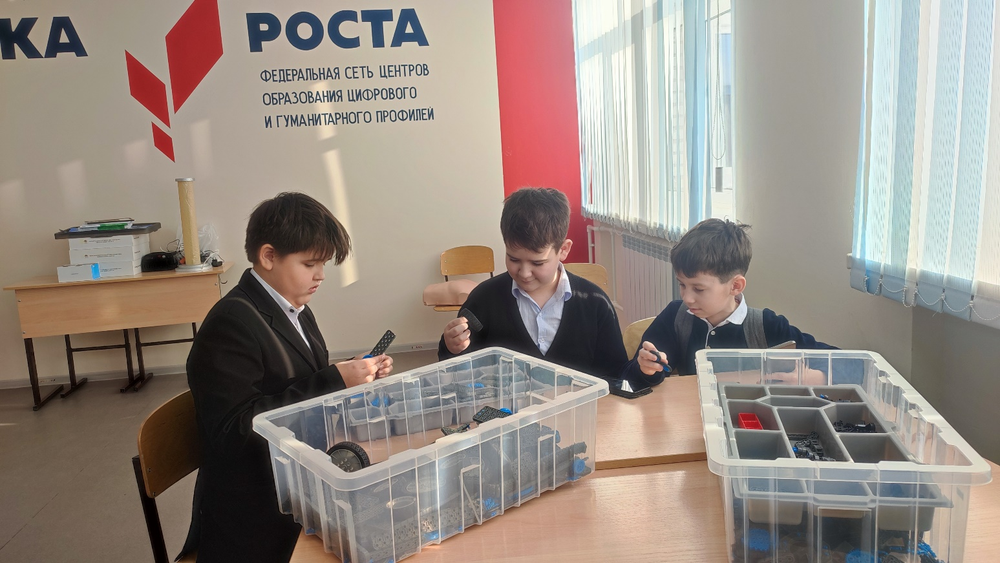 КА РОСТА
ФЕДЕРАЛЬНАЯ СЕТЬ ЦЕНТРОВ
ОБРАЗОВАНИЯ ЦИФРОВОГО
И ГУМАНИТАРНОГО ПРОФИЛЕЙ